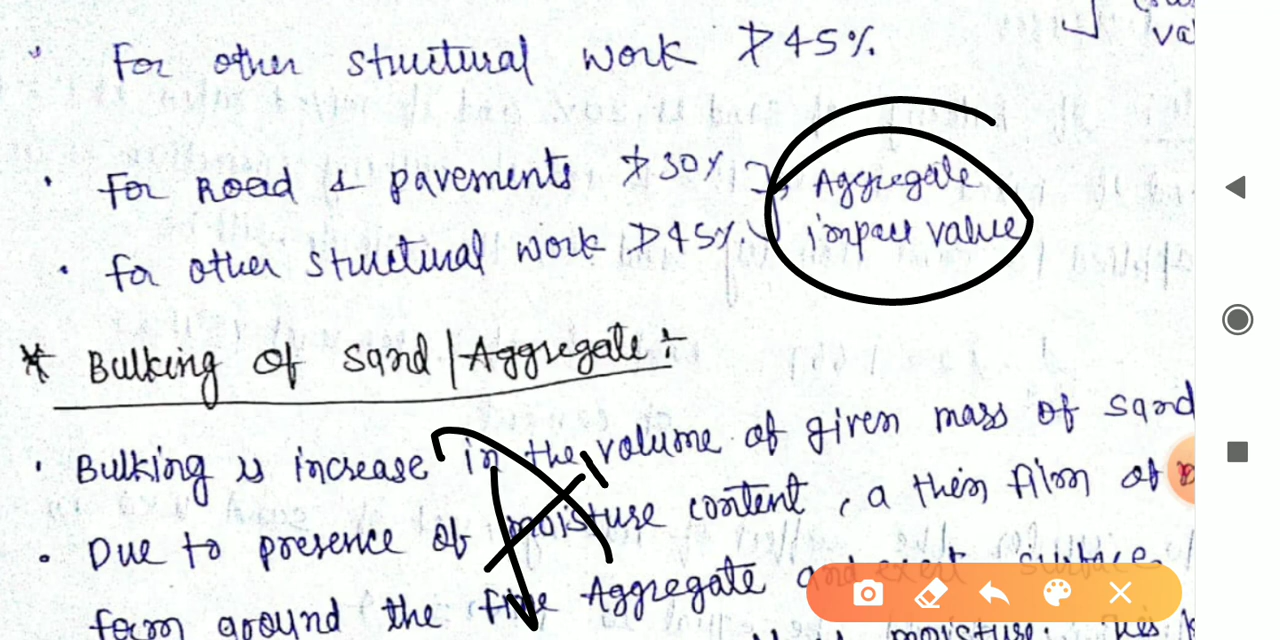 For other structural work ≯ 45%.
For Road & pavements ≯ 30% Aggregate
For other structural work ≯ 45%. impact value
* Bulking of sand/Aggregate :-
Bulking is increase in the volume of given mass of sand
Due to presence of moisture content, a thin film of
form around the fine Aggregate and exert surface
moisture.